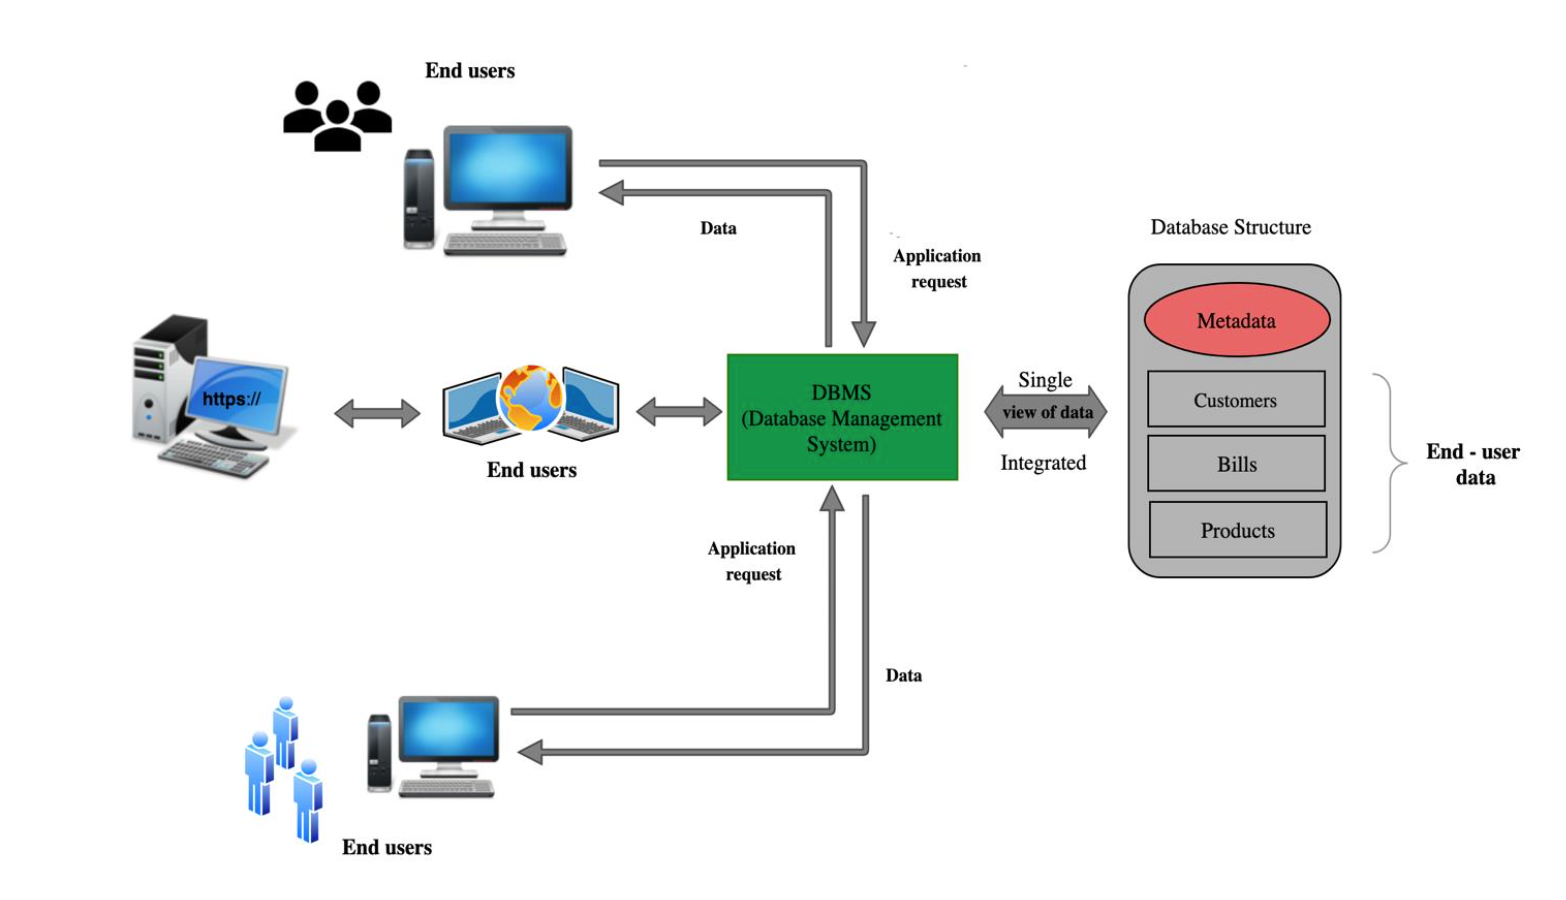 End users
Data
Application
request
Database Structure
Metadata
https://
End users
DBMS
(Database Management
System)
Single
view of data
Integrated
Customers
Bills
Products
End - user
data
Application
request
Data
End users